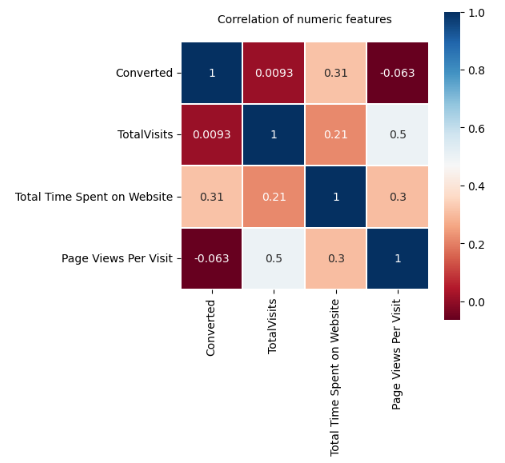 Correlation of numeric features
Converted 1 0.0093 0.31 -0.063
TotalVisits 0.0093 1 0.21 0.5
Total Time Spent on Website 0.31 0.21 1 0.3
Page Views Per Visit -0.063 0.5 0.3 1
Converted
TotalVisits
Total Time Spent on Website
Page Views Per Visit
1.0
0.8
0.6
0.4
0.2
0.0